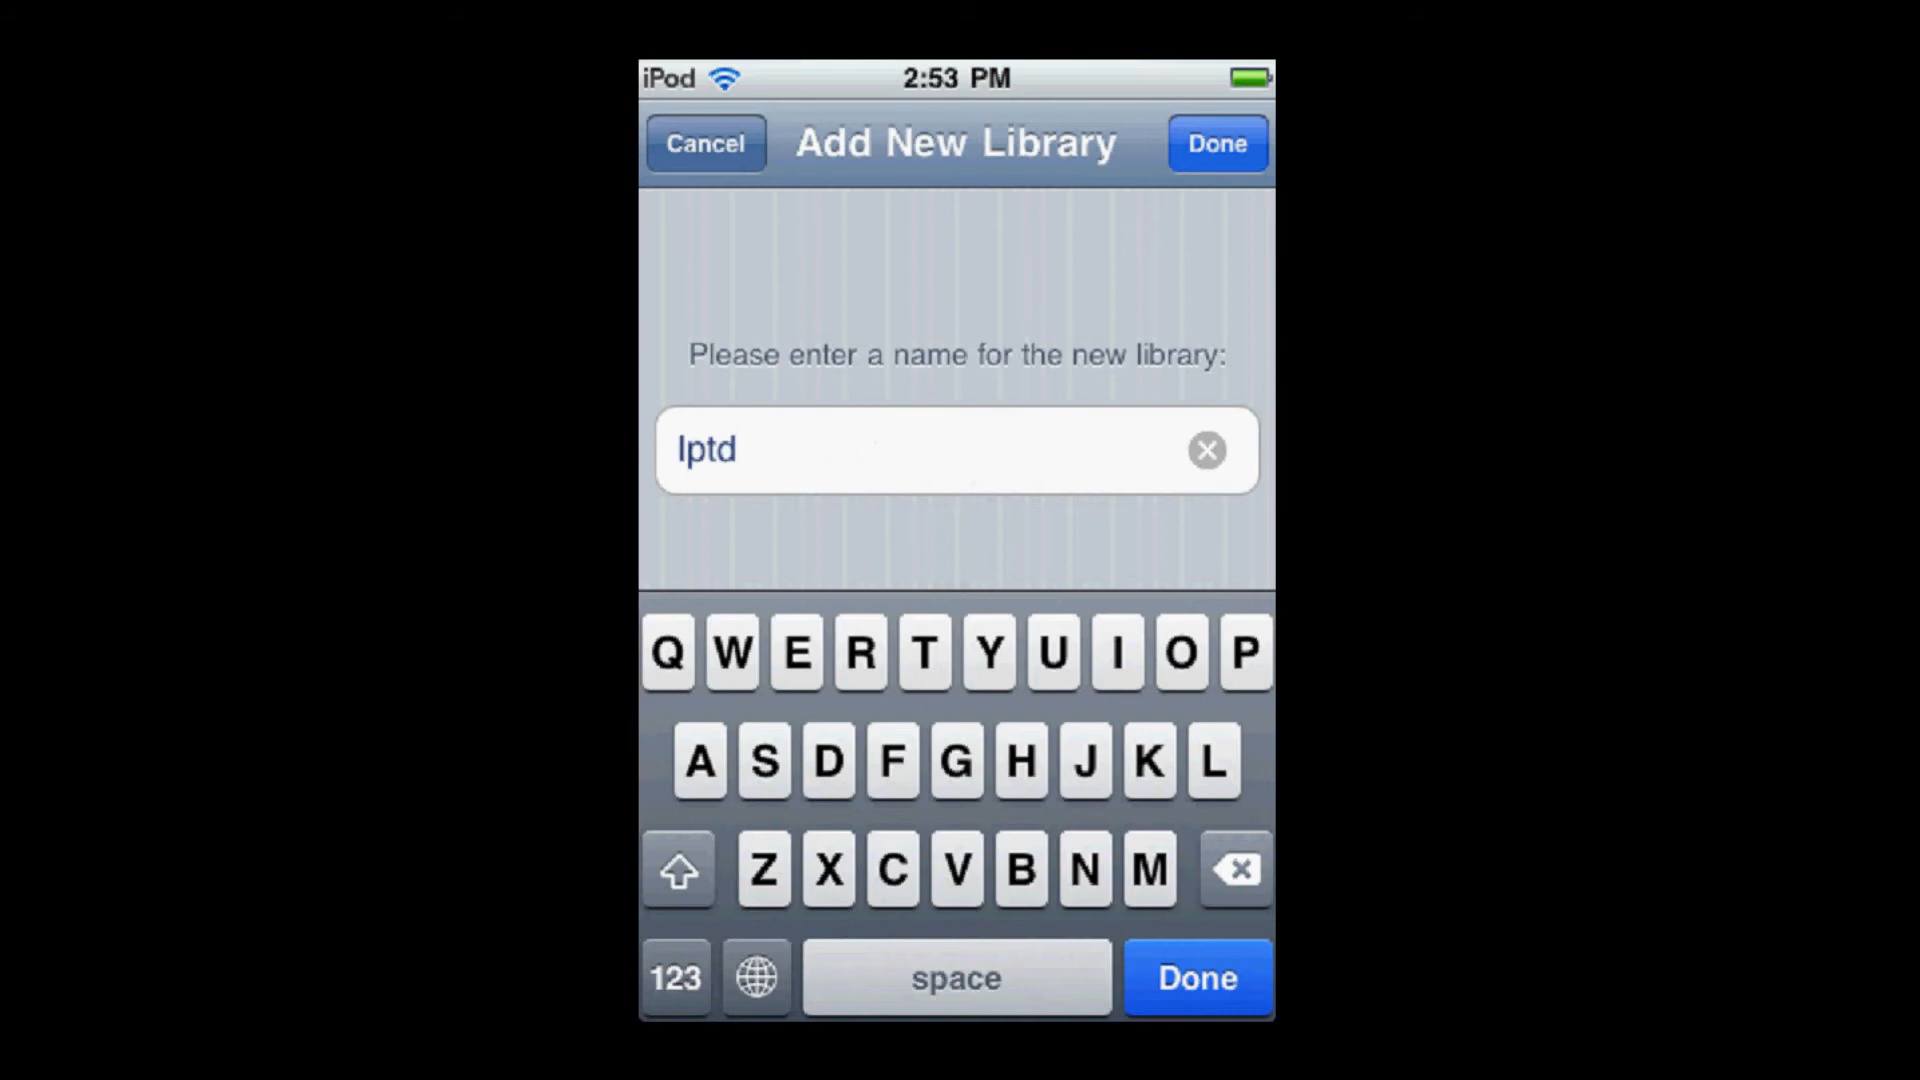 iPod 2:53 PM
Cancel Add New Library Done
Please enter a name for the new library:
lptd
Q W E R T Y U I O P
A S D F G H J K L
Z X C V B N M
123 space Done